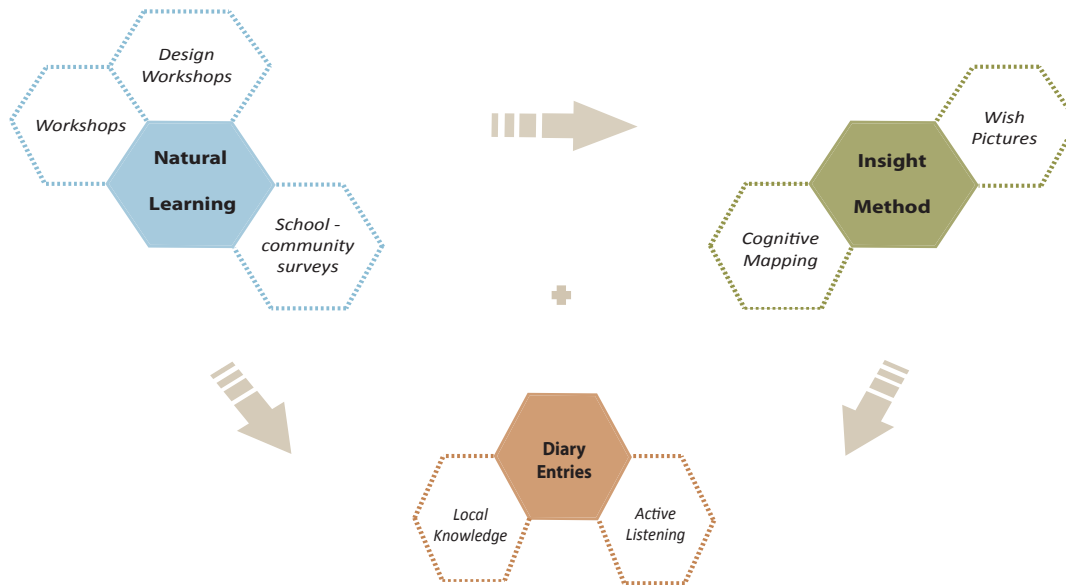 Design
Workshops
Workshops
Natural
Learning
School -
community
surveys
Wish
Pictures
Insight
Method
Cognitive
Mapping
Diary
Entries
Local
Knowledge
Active
Listening